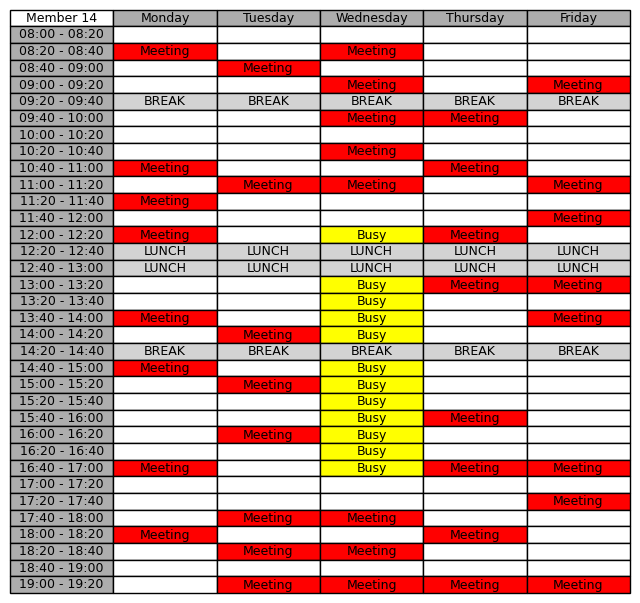 Member 14 Monday Tuesday Wednesday Thursday Friday
08:00 - 08:20
08:20 - 08:40 Meeting Meeting
08:40 - 09:00 Meeting
09:00 - 09:20 Meeting Meeting
09:20 - 09:40 BREAK BREAK BREAK BREAK BREAK
09:40 - 10:00 Meeting Meeting
10:00 - 10:20
10:20 - 10:40 Meeting
10:40 - 11:00 Meeting Meeting
11:00 - 11:20 Meeting Meeting Meeting
11:20 - 11:40 Meeting
11:40 - 12:00 Meeting
12:00 - 12:20 Meeting Busy Meeting
12:20 - 12:40 LUNCH LUNCH LUNCH LUNCH LUNCH
12:40 - 13:00 LUNCH LUNCH LUNCH LUNCH LUNCH
13:00 - 13:20 Busy Meeting Meeting
13:20 - 13:40 Busy
13:40 - 14:00 Meeting Busy Meeting
14:00 - 14:20 Meeting Busy
14:20 - 14:40 BREAK BREAK BREAK BREAK BREAK
14:40 - 15:00 Meeting Busy
15:00 - 15:20 Meeting Busy
15:20 - 15:40 Busy
15:40 - 16:00 Busy Meeting
16:00 - 16:20 Meeting Busy
16:20 - 16:40 Busy
16:40 - 17:00 Meeting Busy Meeting Meeting
17:00 - 17:20
17:20 - 17:40 Meeting
17:40 - 18:00 Meeting Meeting
18:00 - 18:20 Meeting Meeting
18:20 - 18:40 Meeting Meeting
18:40 - 19:00
19:00 - 19:20 Meeting Meeting Meeting Meeting